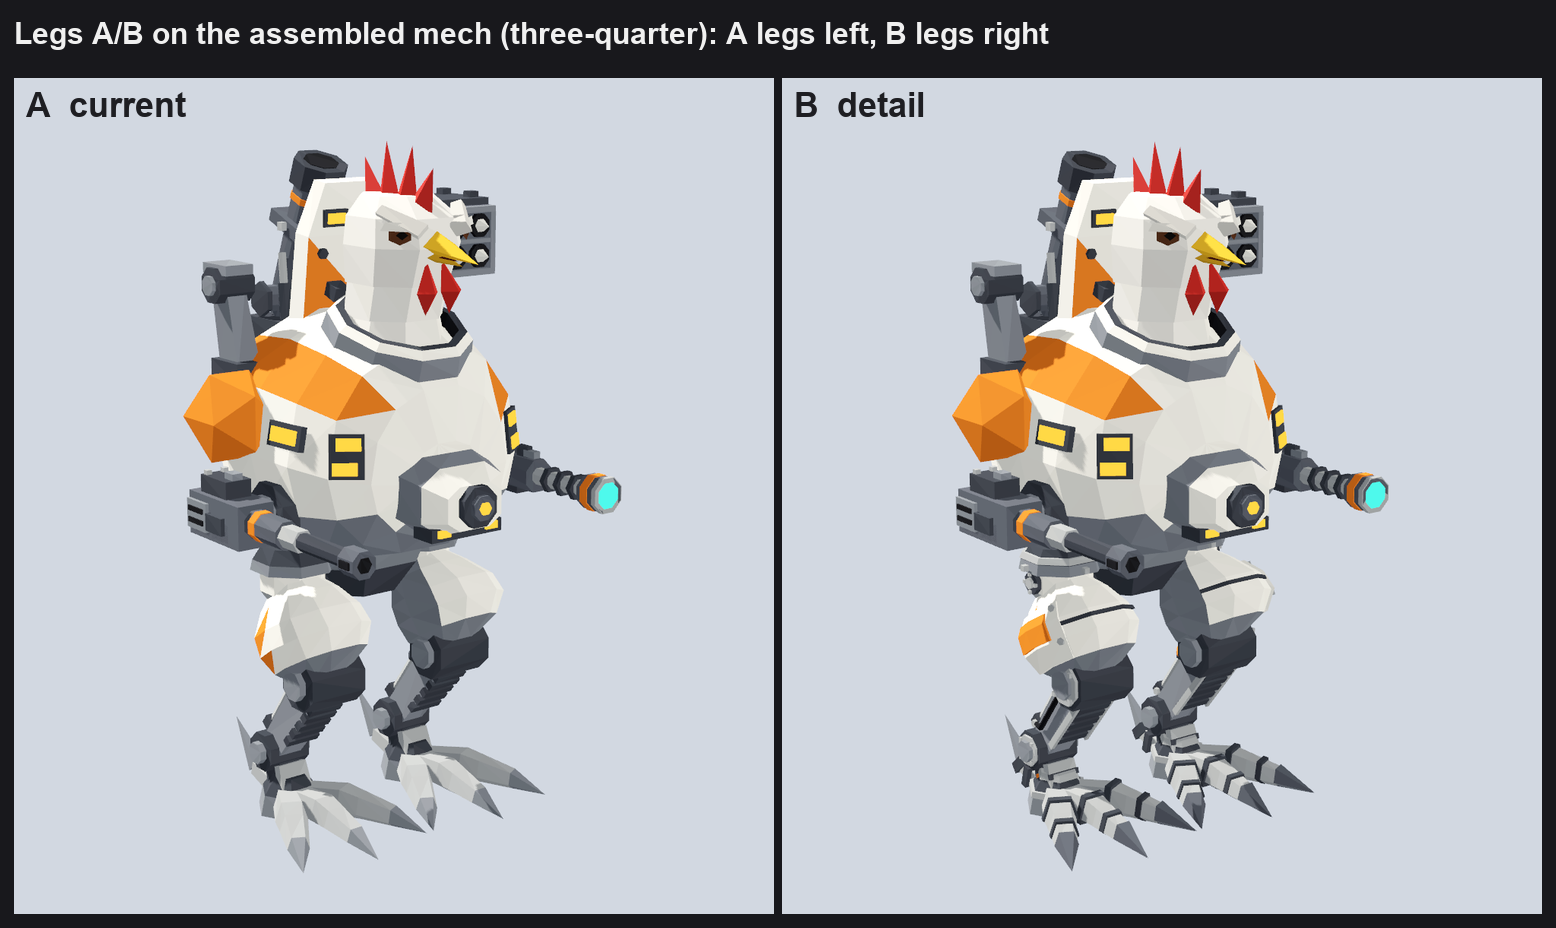 Legs A/B on the assembled mech (three-quarter): A legs left, B legs right
A current
B detail